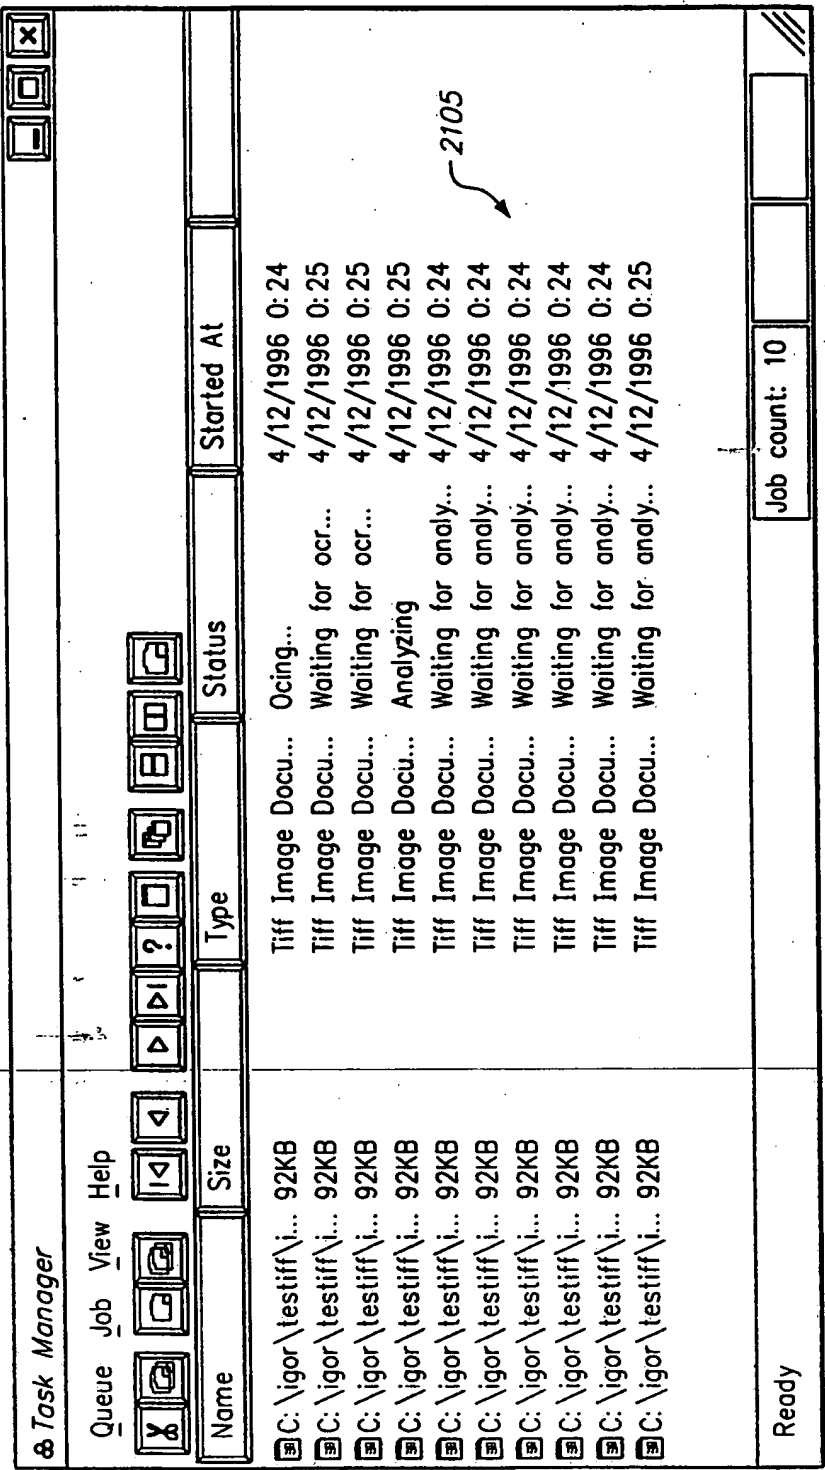 Task Manager
Queue Job View Help
?
Name Size Type Status Started At
C: \igor\testiff\i... 92KB Tiff Image Docu... Ocing... 4/12/1996 0:24
C: \igor\testiff\i... 92KB Tiff Image Docu... Waiting for ocr... 4/12/1996 0:25
C: \igor\testiff\i... 92KB Tiff Image Docu... Waiting for ocr... 4/12/1996 0:25
C: \igor\testiff\i... 92KB Tiff Image Docu... Analyzing 4/12/1996 0:25
C: \igor\testiff\i... 92KB Tiff Image Docu... Waiting for analy... 4/12/1996 0:24
C: \igor\testiff\i... 92KB Tiff Image Docu... Waiting for analy... 4/12/1996 0:24
C: \igor\testiff\i... 92KB Tiff Image Docu... Waiting for analy... 4/12/1996 0:24
C: \igor\testiff\i... 92KB Tiff Image Docu... Waiting for analy... 4/12/1996 0:24
C: \igor\testiff\i... 92KB Tiff Image Docu... Waiting for analy... 4/12/1996 0:24
C: \igor\testiff\i... 92KB Tiff Image Docu... Waiting for analy... 4/12/1996 0:25
2105
Ready Job count: 10